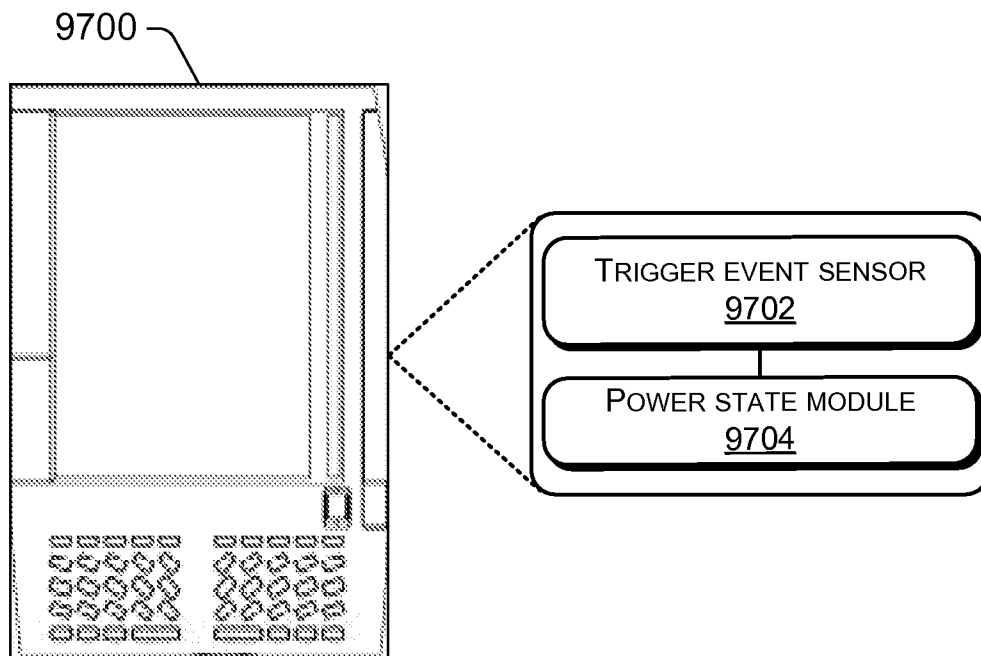 9700
TRIGGER EVENT SENSOR
9702
POWER STATE MODULE
9704